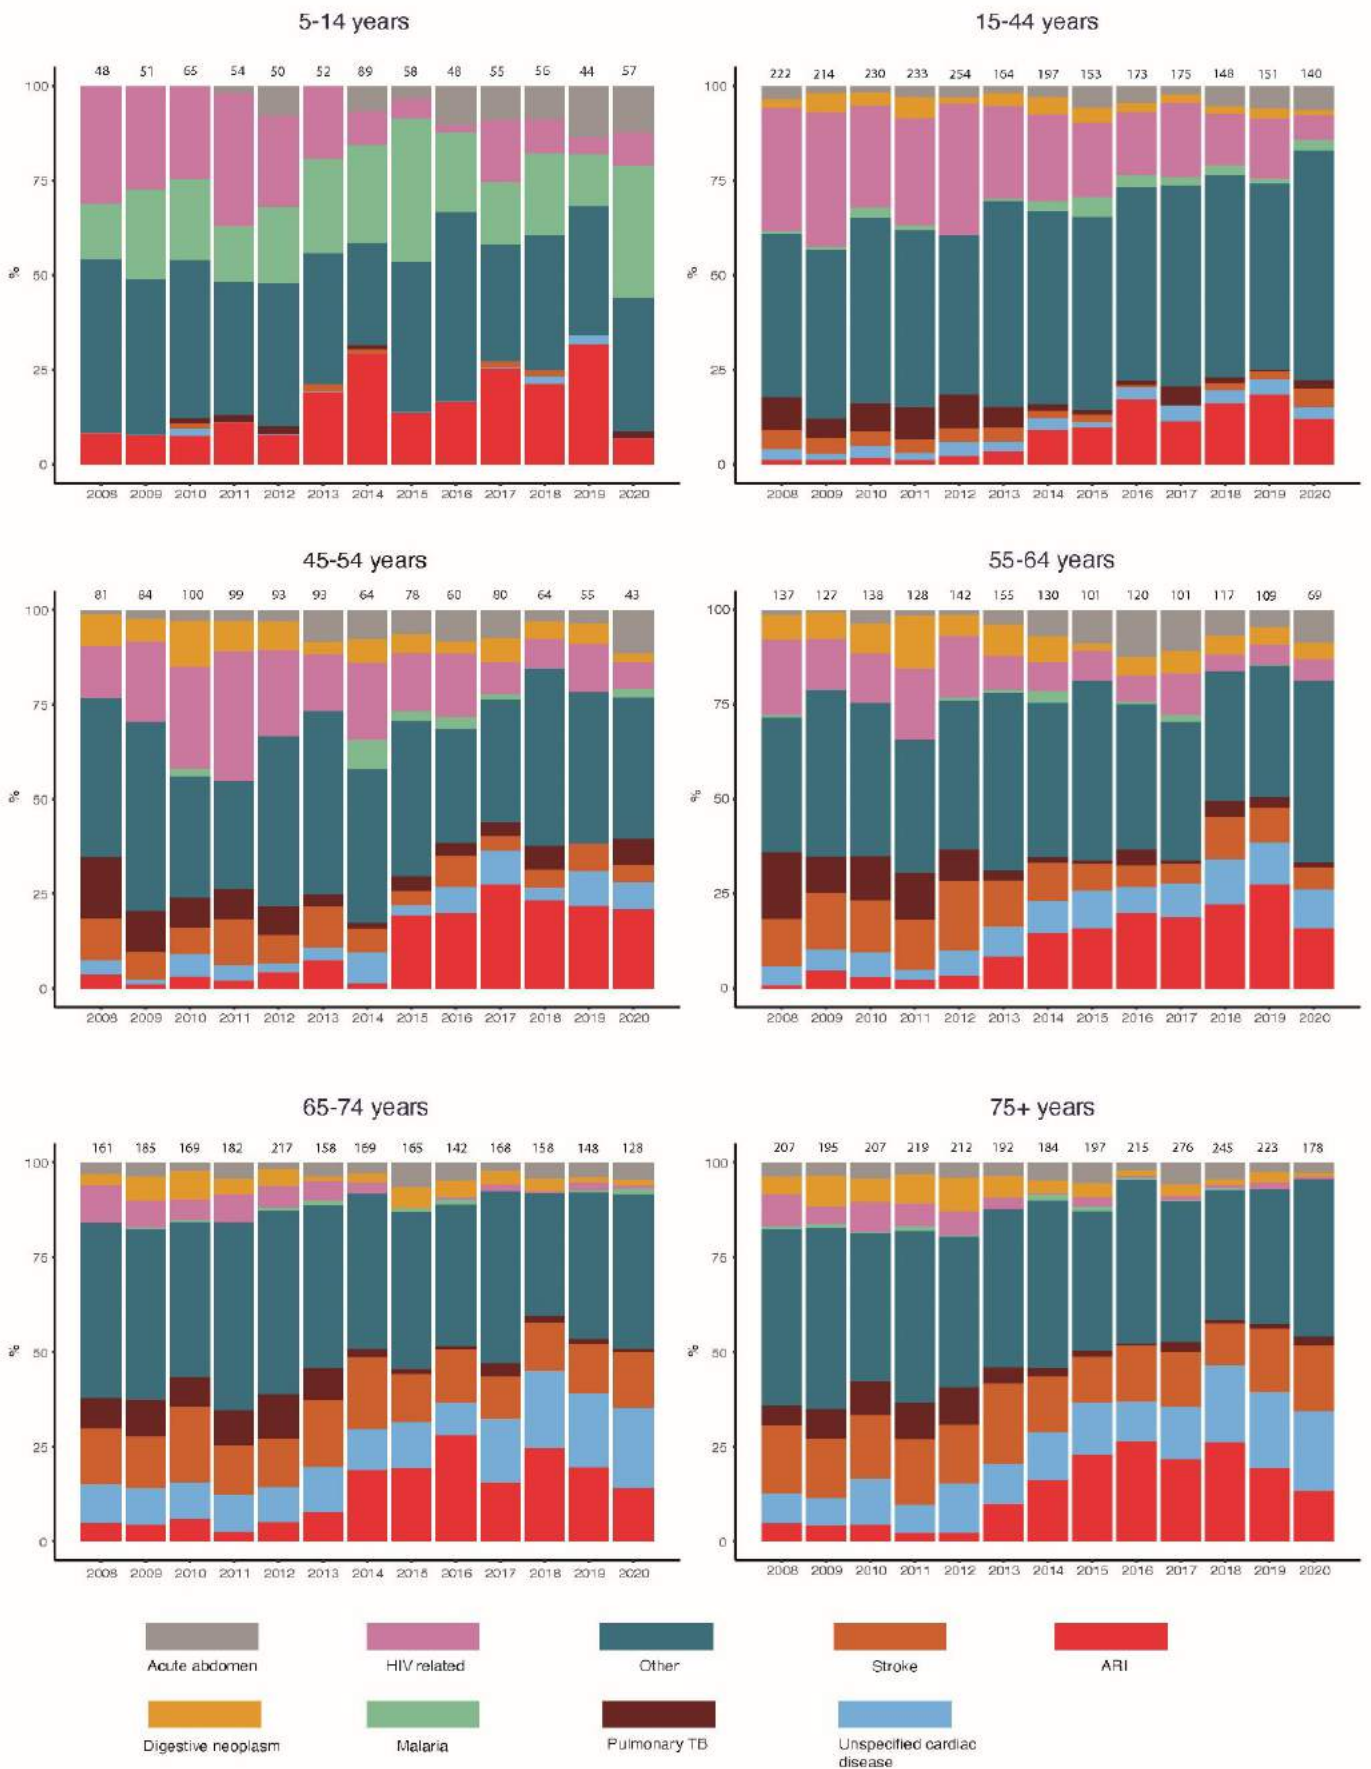 5-14 years
48 51 65 54 50 52 89 58 48 55 56 44 57
100
75
50
25
0
%
2008 2009 2010 2011 2012 2013 2014 2015 2016 2017 2018 2019 2020
15-44 years
222 214 230 233 254 164 197 153 173 175 148 151 140
100
75
50
25
0
%
2008 2009 2010 2011 2012 2013 2014 2015 2016 2017 2018 2019 2020
45-54 years
81 84 100 99 93 93 64 78 60 80 64 55 43
100
75
50
25
0
%
2008 2009 2010 2011 2012 2013 2014 2015 2016 2017 2018 2019 2020
55-64 years
137 127 138 128 142 155 130 101 120 101 117 109 69
100
75
50
25
0
%
2008 2009 2010 2011 2012 2013 2014 2015 2016 2017 2018 2019 2020
65-74 years
161 185 169 182 217 158 169 165 142 168 158 148 128
100
75
50
25
0
%
2008 2009 2010 2011 2012 2013 2014 2015 2016 2017 2018 2019 2020
75+ years
207 195 207 219 212 192 184 197 215 276 245 223 178
100
75
50
25
0
%
2008 2009 2010 2011 2012 2013 2014 2015 2016 2017 2018 2019 2020
Acute abdomen
HIV related
Other
Stroke
ARI
Digestive neoplasm
Malaria
Pulmonary TB
Unspecified cardiac
disease